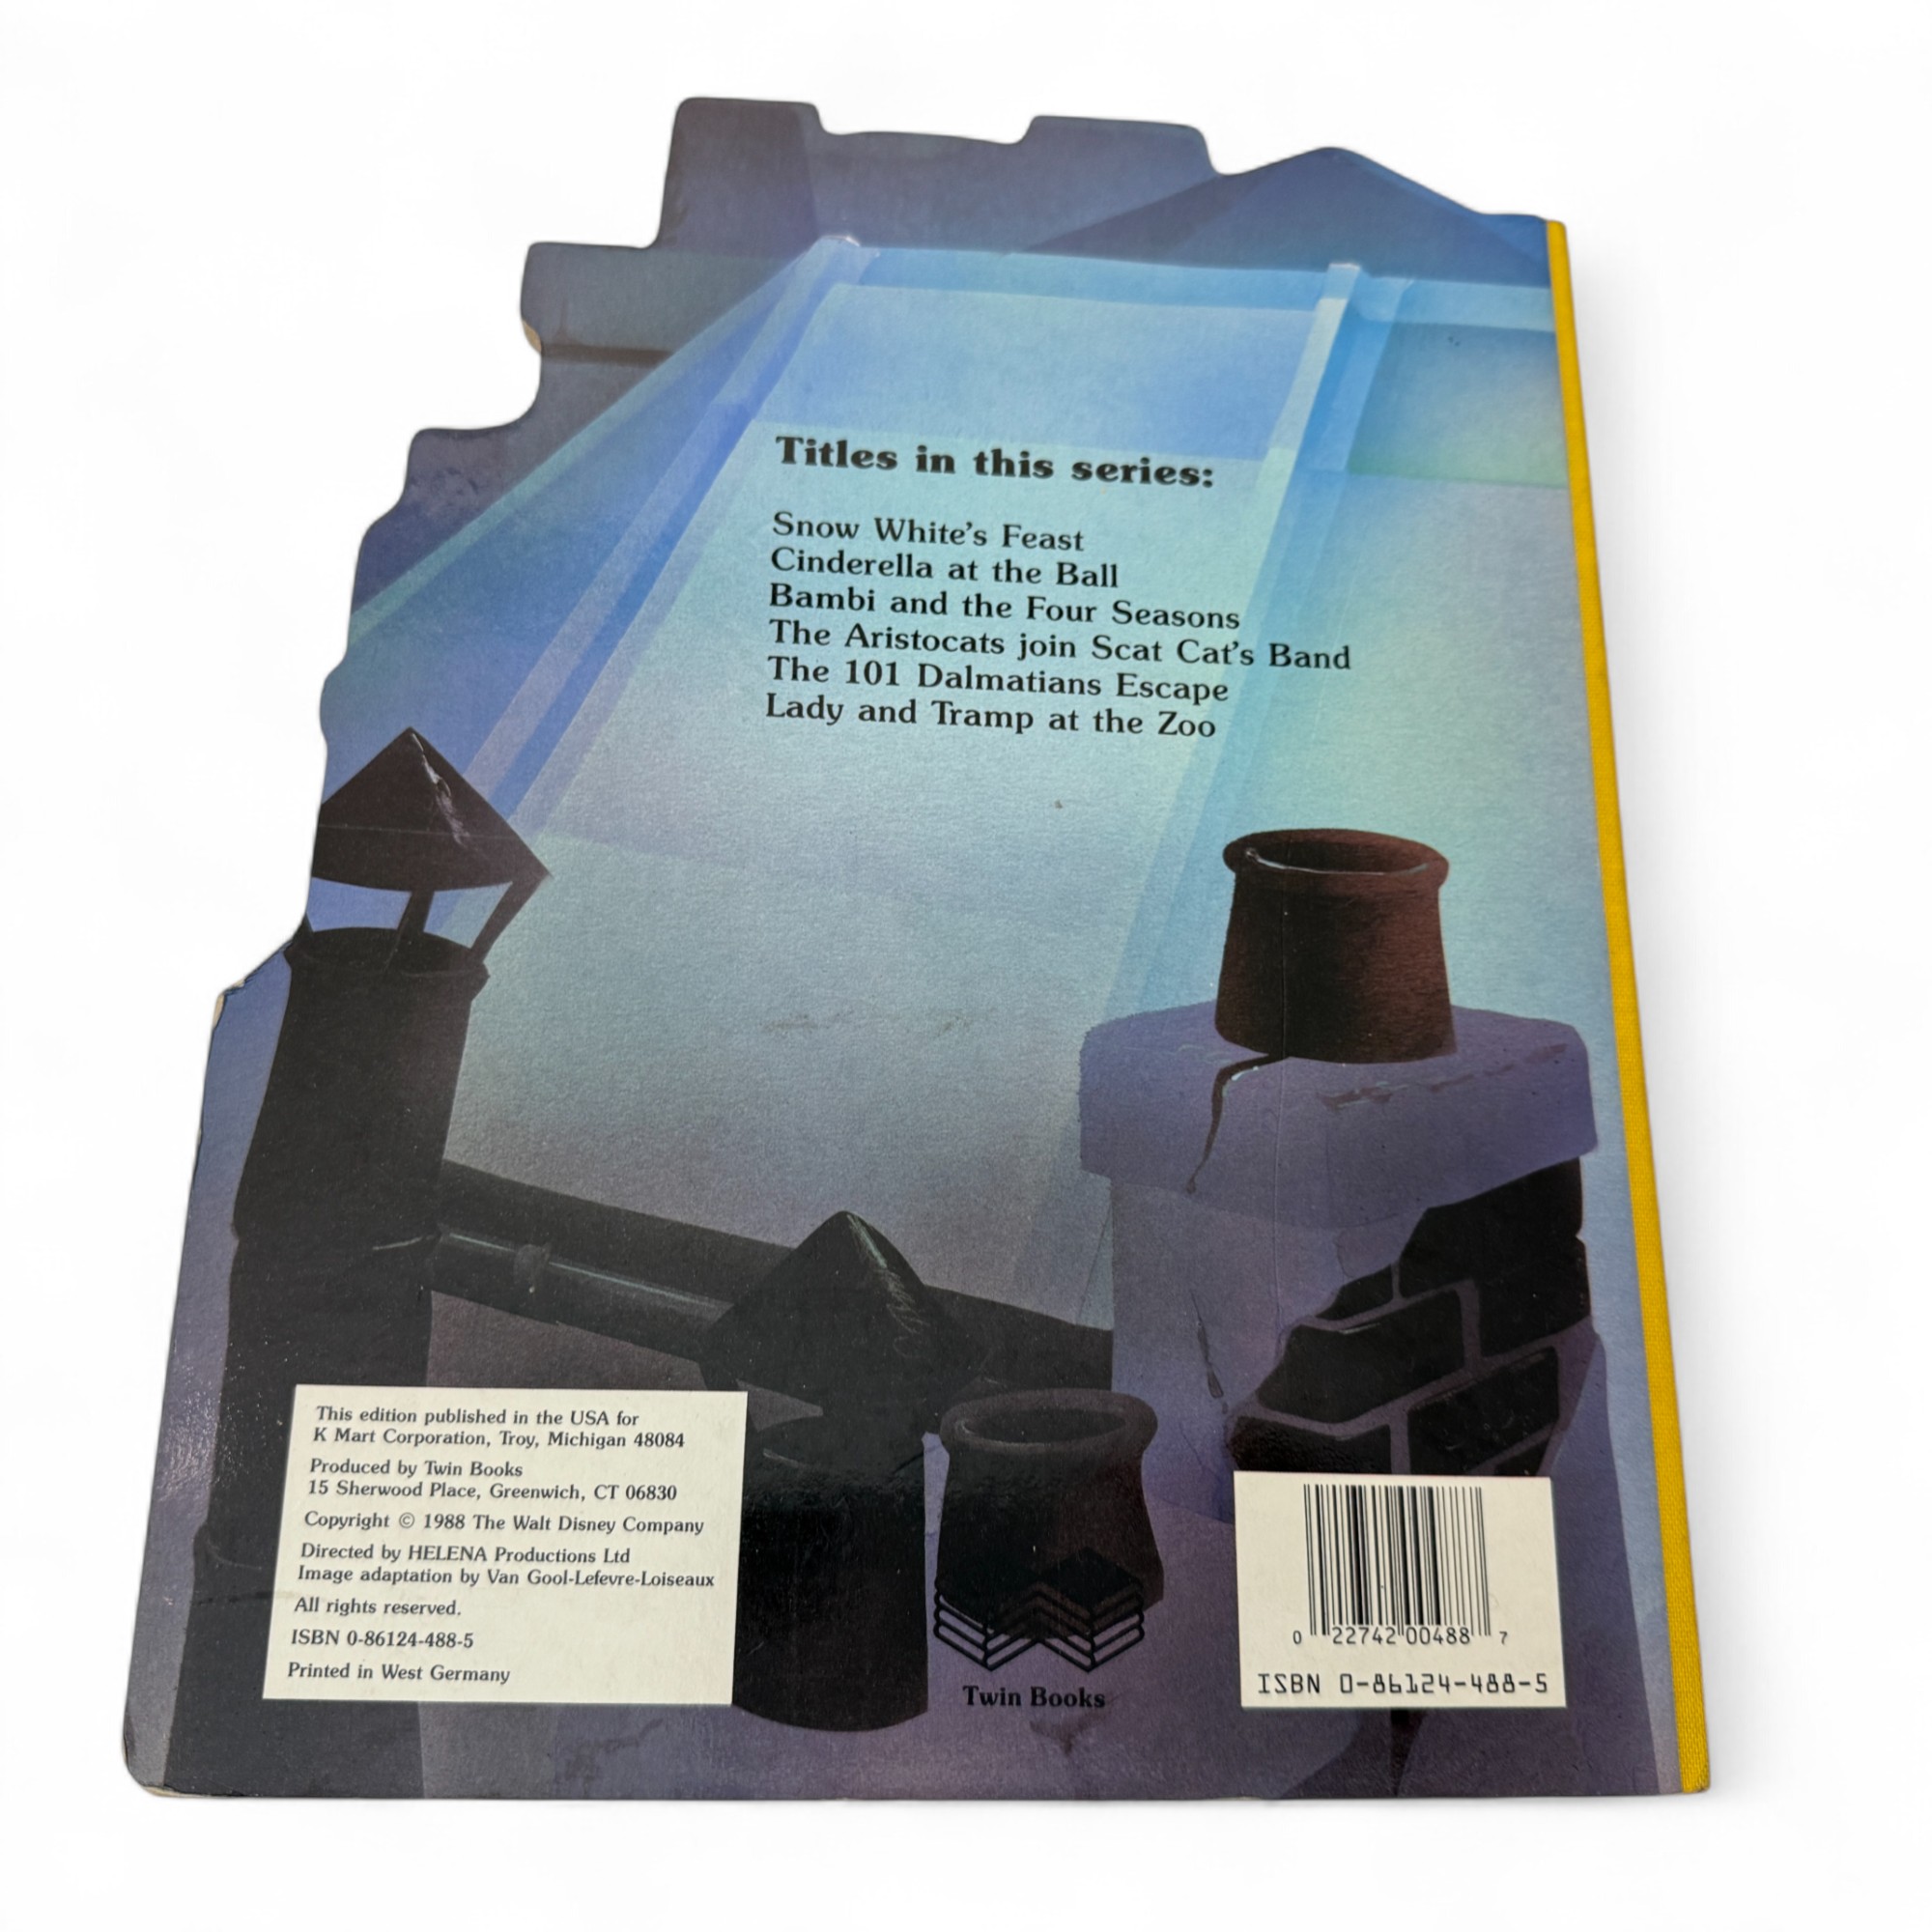 Titles in this series:
Snow White's Feast
Cinderella at the Ball
Bambi and the Four Seasons
The Aristocats join Scat Cat's Band
The 101 Dalmatians Escape
Lady and Tramp at the Zoo
This edition published in the USA for
K Mart Corporation, Troy, Michigan 48084
Produced by Twin Books
15 Sherwood Place, Greenwich, CT 06830
Copyright © 1988 The Walt Disney Company
Directed by HELENA Productions Ltd
Image adaptation by Van Gool-Lefevre-Loiseaux
All rights reserved.
ISBN 0-86124-488-5
Printed in West Germany
Twin Books
0 22742 00488 7
ISBN 0-86124-488-5